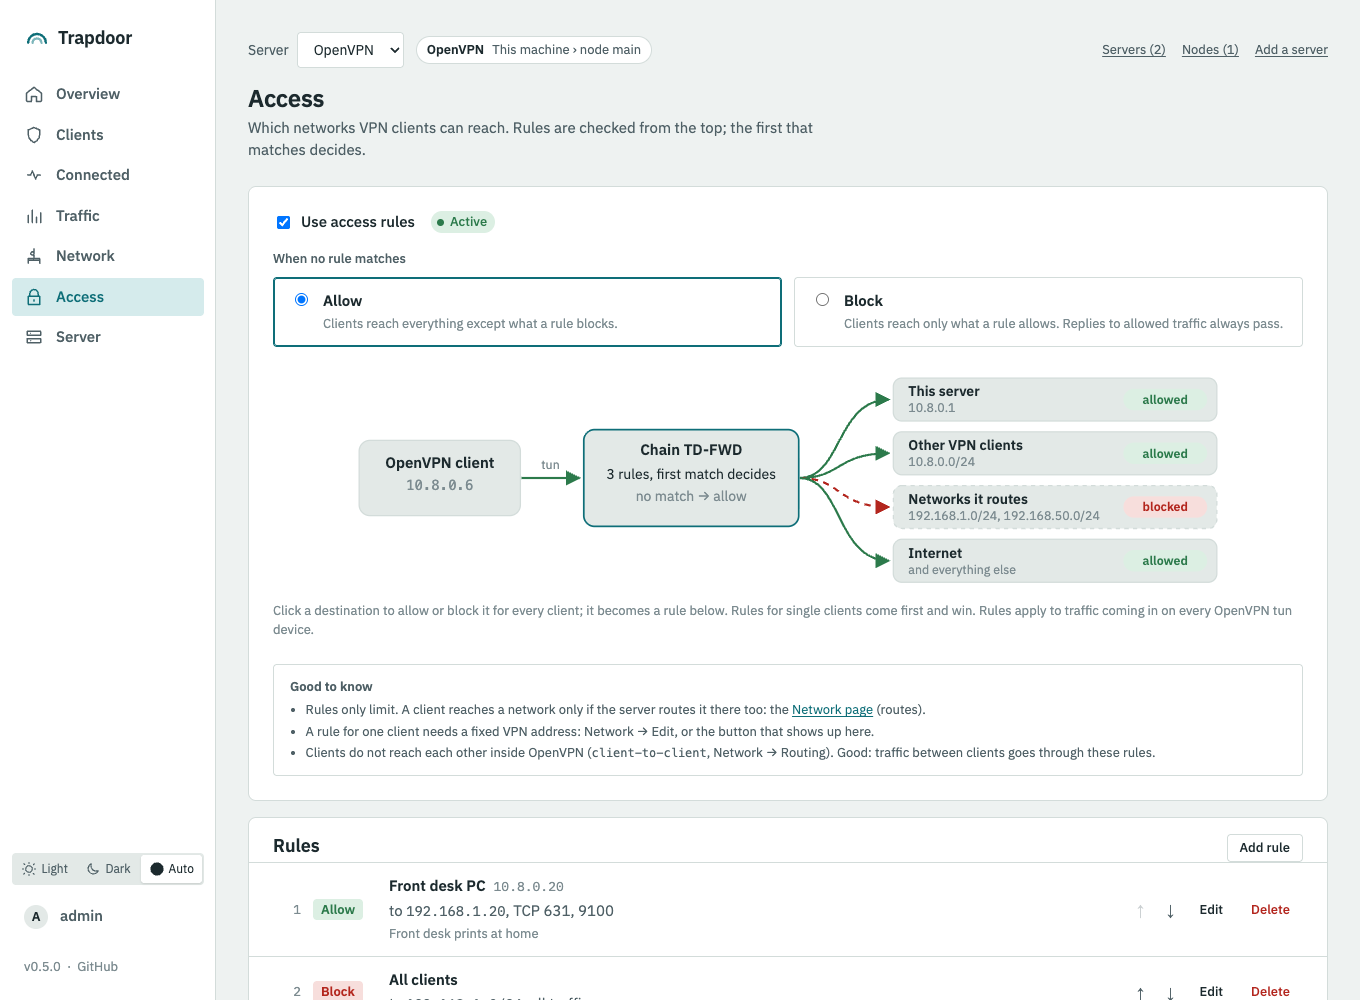 Trapdoor
Overview
Clients
Connected
Traffic
Network
Access
Server
Light Dark Auto
A admin
v0.5.0 · GitHub
Server OpenVPN OpenVPN This machine › node main
Servers (2) Nodes (1) Add a server
Access
Which networks VPN clients can reach. Rules are checked from the top; the first that
matches decides.
Use access rules Active
When no rule matches
Allow
Clients reach everything except what a rule blocks.
Block
Clients reach only what a rule allows. Replies to allowed traffic always pass.
OpenVPN client
10.8.0.6
tun
Chain TD-FWD
3 rules, first match decides
no match → allow
This server
10.8.0.1
allowed
Other VPN clients
10.8.0.0/24
allowed
Networks it routes
192.168.1.0/24, 192.168.50.0/24
blocked
Internet
and everything else
allowed
Click a destination to allow or block it for every client; it becomes a rule below. Rules for single clients come first and win. Rules apply to traffic coming in on every OpenVPN tun
device.
Good to know
• Rules only limit. A client reaches a network only if the server routes it there too: the Network page (routes).
• A rule for one client needs a fixed VPN address: Network → Edit, or the button that shows up here.
• Clients do not reach each other inside OpenVPN (client-to-client, Network → Routing). Good: traffic between clients goes through these rules.
Rules
Add rule
1 Allow
Front desk PC 10.8.0.20
to 192.168.1.20, TCP 631, 9100
Front desk prints at home
↑ ↓ Edit Delete
2 Block
All clients
↑ ↓ Edit Delete